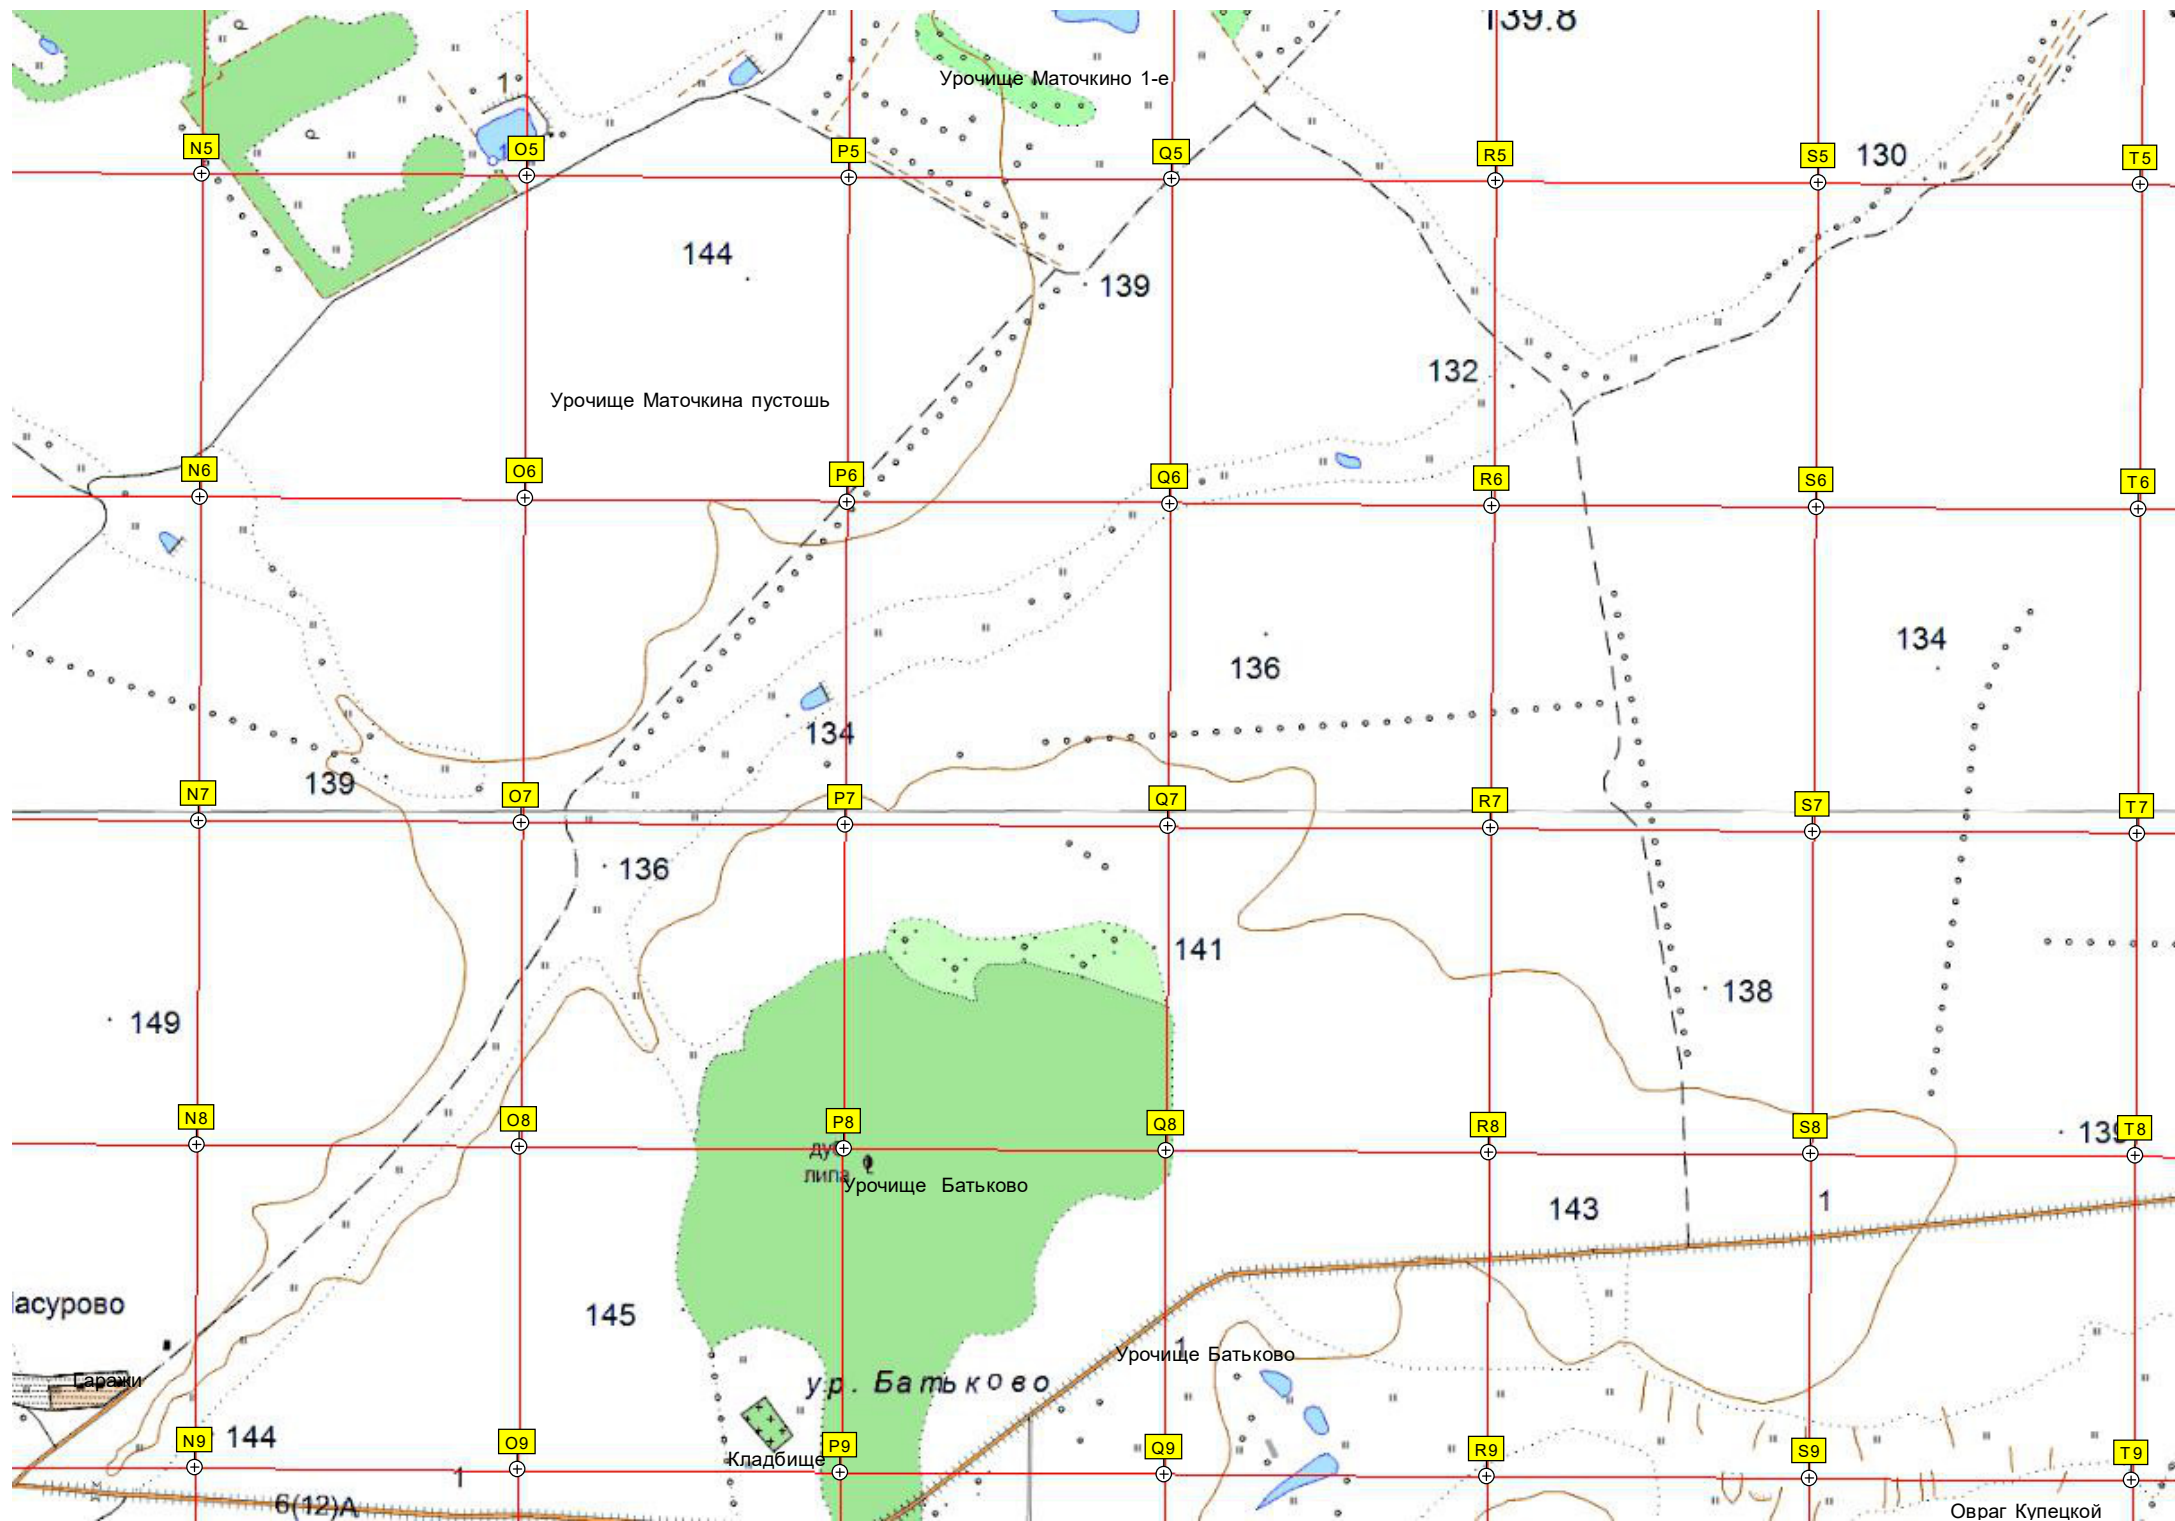 139.8
Урочище Маточкино 1-е
1
N5
O5
P5
Q5
R5
S5
130
T5
144
139
132
Урочище Маточкина пустошь
N6
O6
P6
Q6
R6
S6
T6
134
136
134
139
N7
O7
P7
Q7
R7
S7
T7
136
141
138
149
N8
O8
P8
Q8
R8
S8
139
T8
липа
Урочище Батьково
143
1
асурово
145
1
Урочище Батьково
Гаражи
ур. Батьково
N9
144
O9
P9
Q9
R9
S9
T9
Кладбище
1
6(12)А
Овраг Купецкой